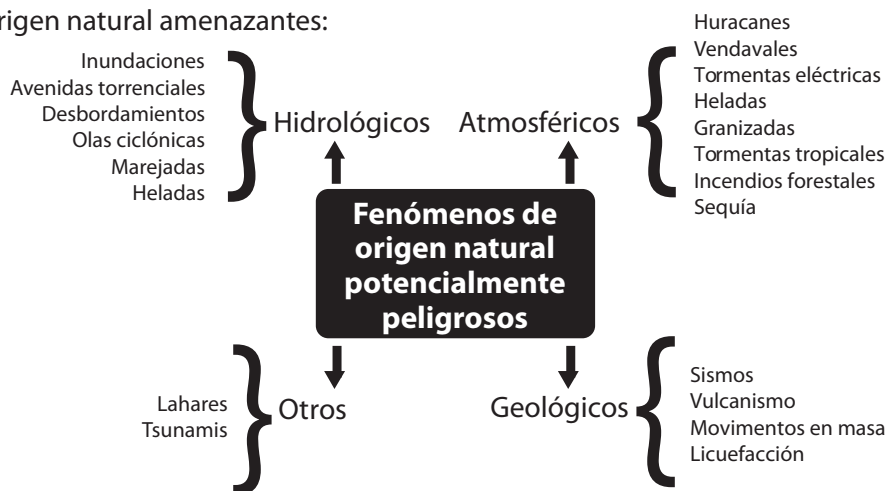 rigen natural amenazantes:
Inundaciones
Avenidas torrenciales
Desbordamientos
Olas ciclónicas
Marejadas
Heladas
Hidrológicos
Atmosféricos
Huracanes
Vendavales
Tormentas eléctricas
Heladas
Granizadas
Tormentas tropicales
Incendios forestales
Sequía
Fenómenos de
origen natural
potencialmente
peligrosos
Lahares
Tsunamis
Otros
Geológicos
Sismos
Vulcanismo
Movimentos en masa
Licuefacción